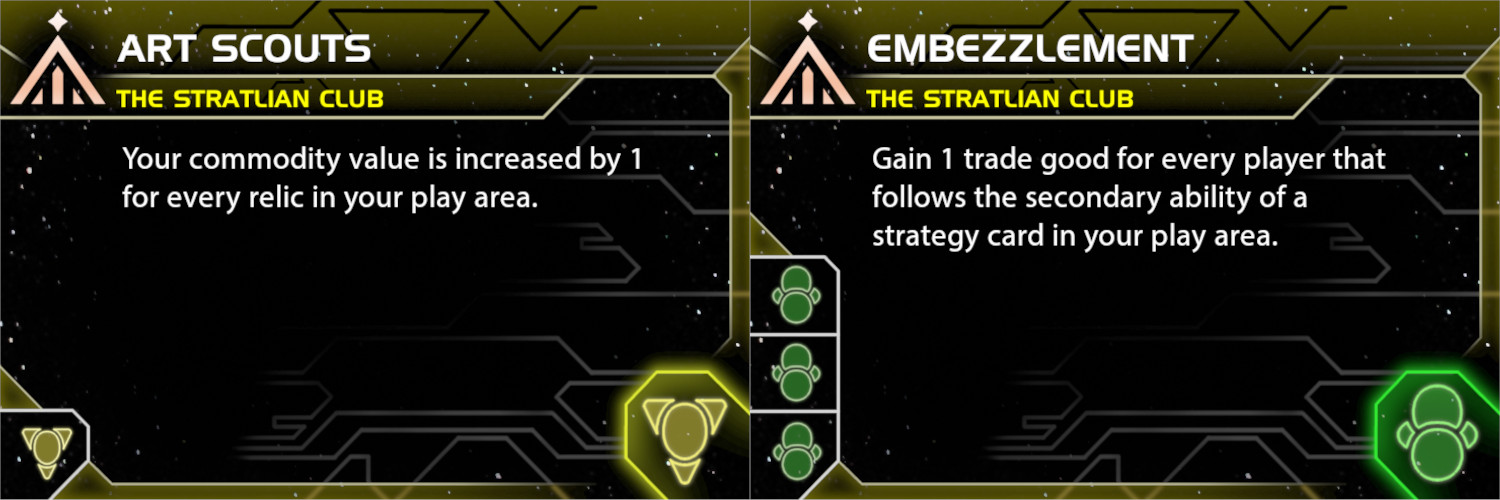 ART SCOUTS
THE STRATLIAN CLUB
Your commodity value is increased by 1
for every relic in your play area.
EMBEZZLEMENT
THE STRATLIAN CLUB
Gain 1 trade good for every player that
follows the secondary ability of a
strategy card in your play area.